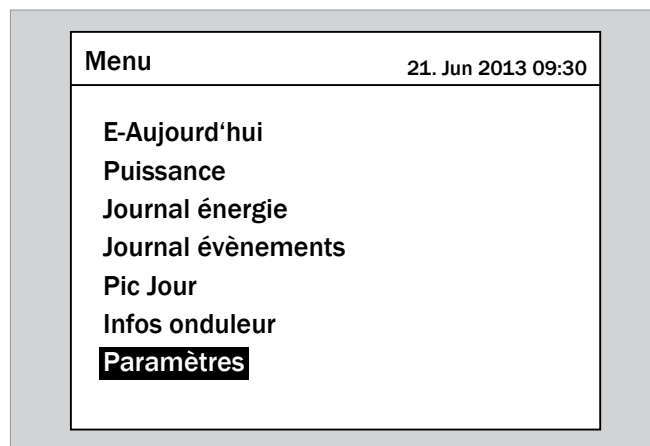 Menu 21. Jun 2013 09:30
E-Aujourd‘hui
Puissance
Journal énergie
Journal évènements
Pic Jour
Infos onduleur
Paramètres